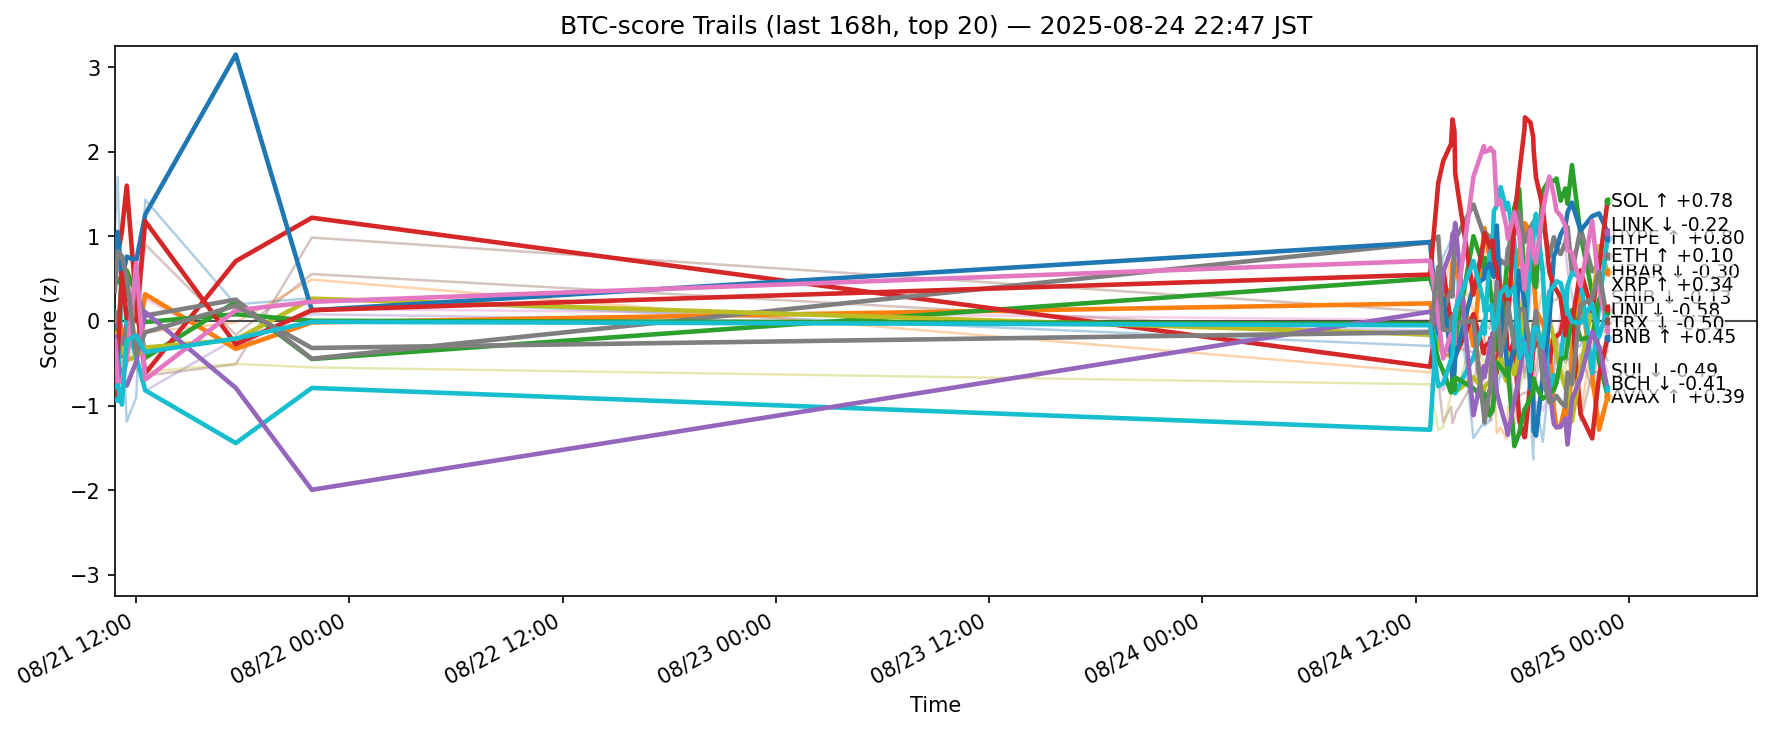 BTC-score Trails (last 168h, top 20) — 2025-08-24 22:47 JST
Score (z)
3
2
1
0
−1
−2
−3
SOL ↑ +0.78
LINK ↓ -0.22
HYPE ↑ +0.80
ETH ↑ +0.10
HBAR ↓ -0.30
XRP ↑ +0.34
SHIB ↓ -0.13
UNI ↓ -0.58
TRX ↓ -0.50
BNB ↑ +0.45
SUI ↓ -0.49
BCH ↓ -0.41
AVAX ↑ +0.39
08/21 12:00
08/22 00:00
08/22 12:00
08/23 00:00
08/23 12:00
08/24 00:00
08/24 12:00
08/25 00:00
Time